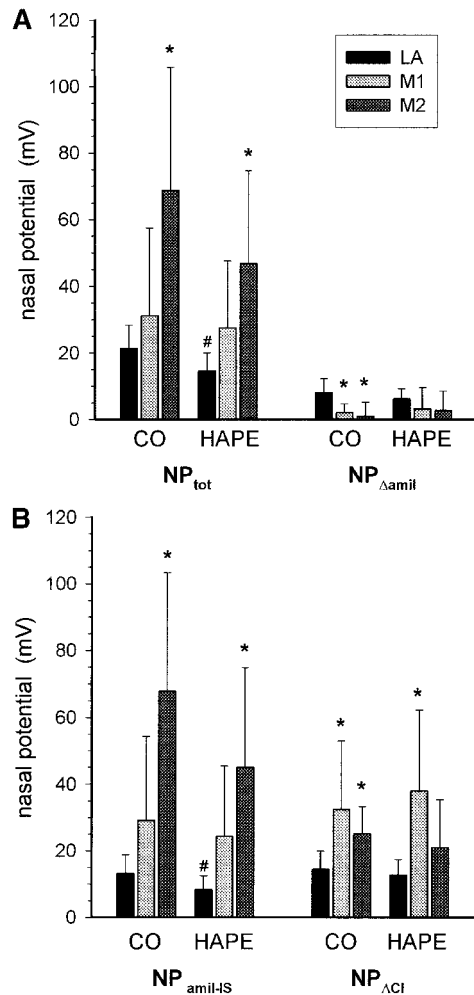 A
120
100
80
60
40
20
0
nasal potential (mV)
LA
M1
M2
*
*
#
*
*
CO
HAPE
CO
HAPE
NPtot
NPΔamil
B
120
100
80
60
40
20
0
nasal potential (mV)
*
*
#
*
*
*
CO
HAPE
CO
HAPE
NPamil-IS
NPΔCl